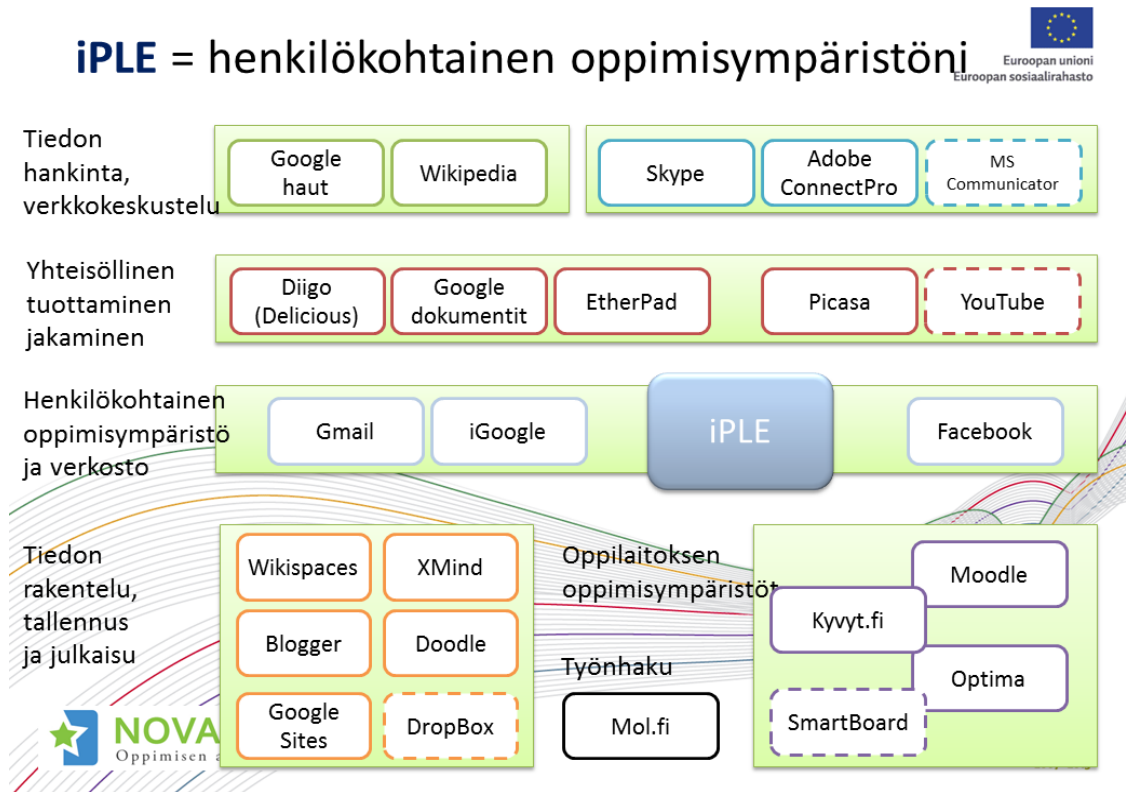 iPLE = henkilökohtainen oppimisympäristöni
Euroopan unioni
Euroopan sosiaalirahasto
Tiedon
hankinta,
verkkokeskustelu
Google
haut
Wikipedia
Skype
Adobe
ConnectPro
MS
Communicator
Yhteisöllinen
tuottaminen
jakaminen
Diigo
(Delicious)
Google
dokumentit
EtherPad
Picasa
YouTube
Henkilökohtainen
oppimisympäristö
ja verkosto
Gmail
iGoogle
iPLE
Facebook
Tiedon
rakentelu,
tallennus
ja julkaisu
Wikispaces
XMind
Blogger
Doodle
Google
Sites
DropBox
Oppilaitoksen
oppimisympäristöt
Työnhaku
Mol.fi
Moodle
Kyvyt.fi
Optima
SmartBoard
NOVA
Oppimisen